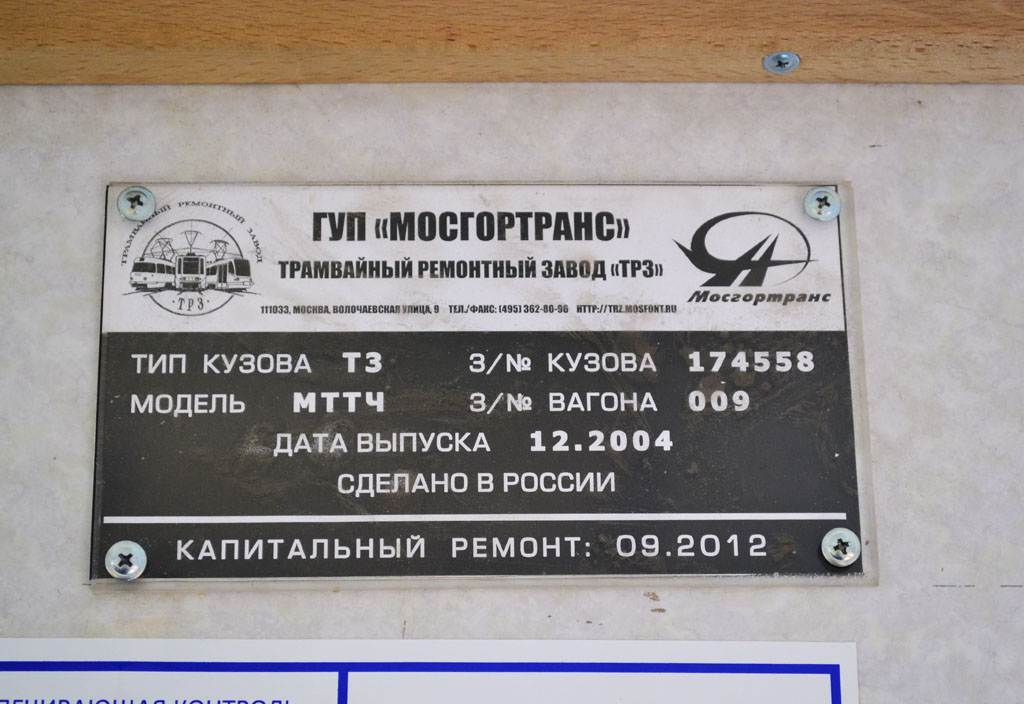 ТРАМВАЙНЫЙ РЕМОНТНЫЙ ЗАВОД
·ТРЗ·
ГУП «МОСГОРТРАНС»
ТРАМВАЙНЫЙ РЕМОНТНЫЙ ЗАВОД «ТРЗ»
111033, МОСКВА, ВОЛОЧАЕВСКАЯ УЛИЦА, 9 ТЕЛ./ФАКС: (495) 362-80-96 HTTP://TRZ.MOSFONT.RU
Мосгортранс
ТИП КУЗОВА Т3 З/№ КУЗОВА 174558
МОДЕЛЬ МТТЧ З/№ ВАГОНА 009
ДАТА ВЫПУСКА 12.2004
СДЕЛАНО В РОССИИ
КАПИТАЛЬНЫЙ РЕМОНТ: 09.2012
КОНТРОЛЬ